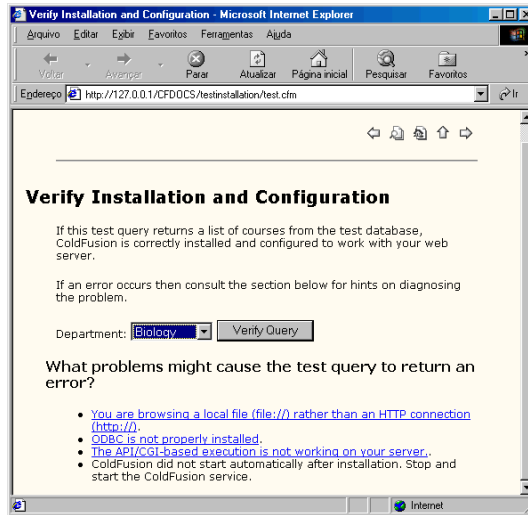 Verify Installation and Configuration - Microsoft Internet Explorer
Arquivo Editar Exibir Favoritos Ferramentas Ajuda
Voltar Avançar Parar Atualizar Página inicial Pesquisar Favoritos
Endereço http://127.0.0.1/CFDOCS/testinstallation/test.cfm Ir
Verify Installation and Configuration
If this test query returns a list of courses from the test database,
ColdFusion is correctly installed and configured to work with your web
server.
If an error occurs then consult the section below for hints on diagnosing
the problem.
Department: Biology Verify Query
What problems might cause the test query to return an
error?
You are browsing a local file (file://) rather than an HTTP connection
(http://).
ODBC is not properly installed.
The API/CGI-based execution is not working on your server..
ColdFusion did not start automatically after installation. Stop and
start the ColdFusion service.
Internet